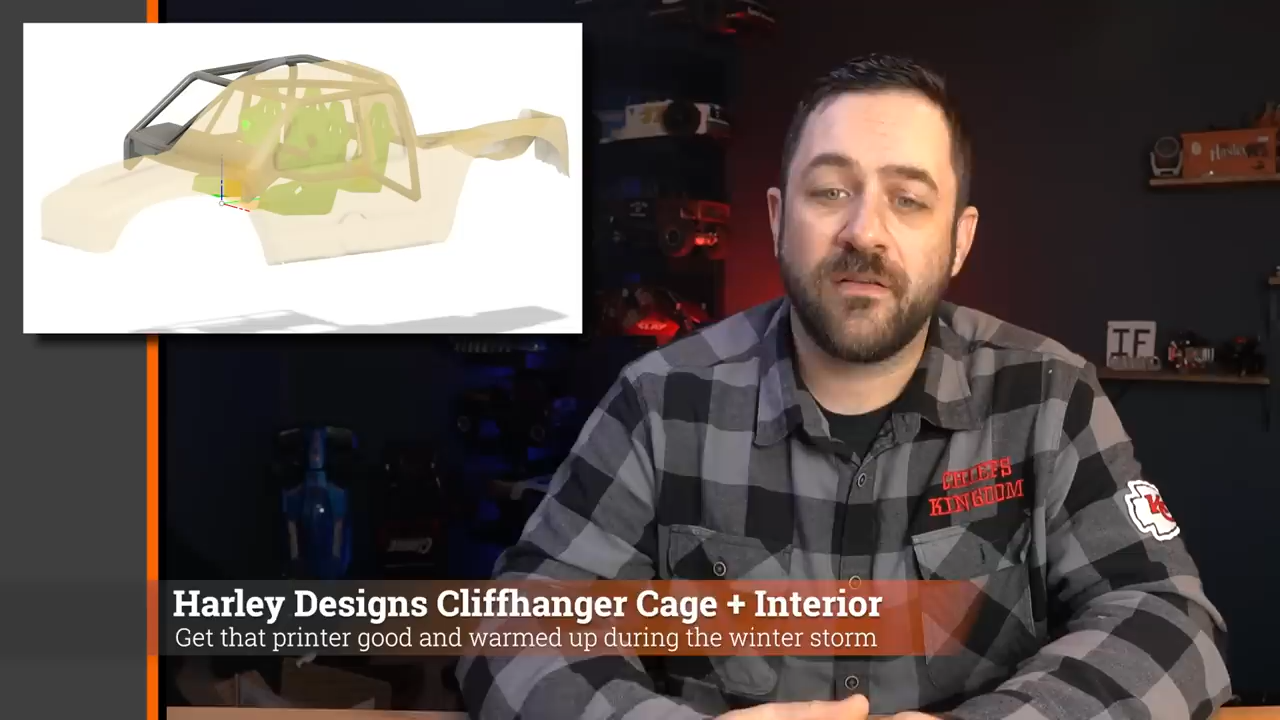 IF
CHIEFS
KINGDOM
KC
Harley Designs Cliffhanger Cage + Interior
Get that printer good and warmed up during the winter storm